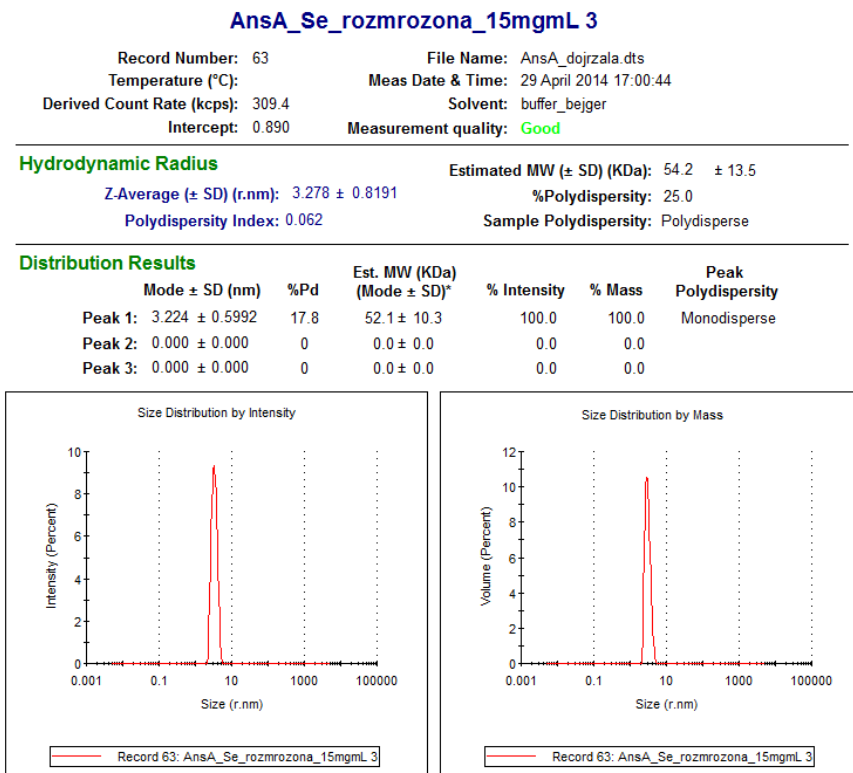 AnsA_Se_rozmrozona_15mgmL 3
Record Number: 63 File Name: AnsA_dojrzala.dts
Temperature (°C): Meas Date & Time: 29 April 2014 17:00:44
Derived Count Rate (kcps): 309.4 Solvent: buffer_bejger
Intercept: 0.890 Measurement quality: Good
Hydrodynamic Radius
Estimated MW (± SD) (KDa): 54.2 ± 13.5
Z-Average (± SD) (r.nm): 3.278 ± 0.8191 %Polydispersity: 25.0
Polydispersity Index: 0.062 Sample Polydispersity: Polydisperse
Distribution Results
Mode ± SD (nm) %Pd Est. MW (KDa) (Mode ± SD)* % Intensity % Mass Peak Polydispersity
Peak 1: 3.224 ± 0.5992 17.8 52.1 ± 10.3 100.0 100.0 Monodisperse
Peak 2: 0.000 ± 0.000 0 0.0 ± 0.0 0.0 0.0
Peak 3: 0.000 ± 0.000 0 0.0 ± 0.0 0.0 0.0
Size Distribution by Intensity
Intensity (Percent)
10
8
6
4
2
0
0.001 0.1 10 1000 100000
Size (r.nm)
Record 63: AnsA_Se_rozmrozona_15mgmL 3
Size Distribution by Mass
Volume (Percent)
12
10
8
6
4
2
0
0.001 0.1 10 1000 100000
Size (r.nm)
Record 63: AnsA_Se_rozmrozona_15mgmL 3